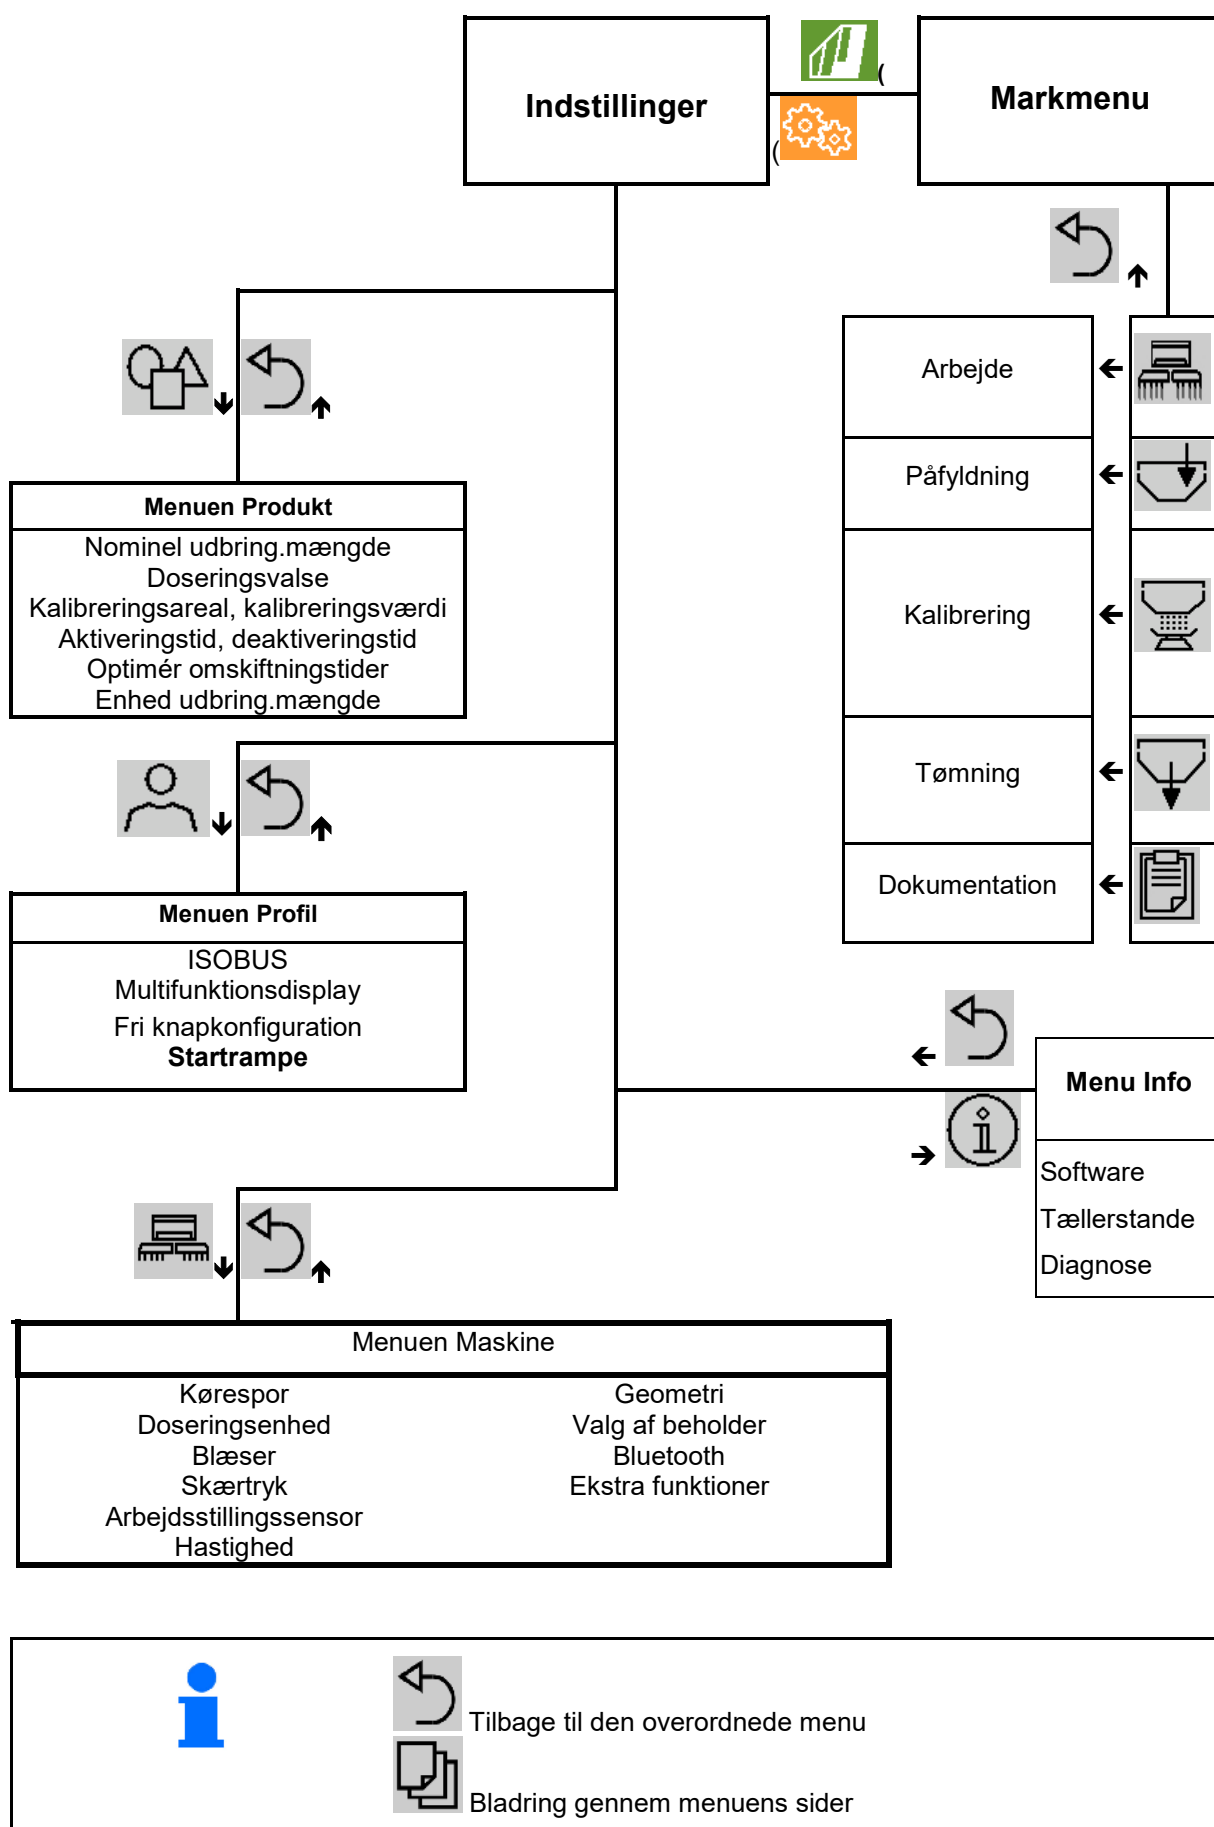 Indstillinger
(
(
Markmenu
Arbejde
Påfyldning
Kalibrering
Tømning
Dokumentation
Menuen Produkt
Nominel udbring.mængde
Doseringsvalse
Kalibreringsareal, kalibreringsværdi
Aktiveringstid, deaktiveringstid
Optimér omskiftningstider
Enhed udbring.mængde
Menuen Profil
ISOBUS
Multifunktionsdisplay
Fri knapkonfiguration
Startrampe
Menu Info
Software
Tællerstande
Diagnose
Menuen Maskine
Kørespor
Doseringsenhed
Blæser
Skærtryk
Arbejdsstillingssensor
Hastighed
Geometri
Valg af beholder
Bluetooth
Ekstra funktioner
Tilbage til den overordnede menu
Bladring gennem menuens sider